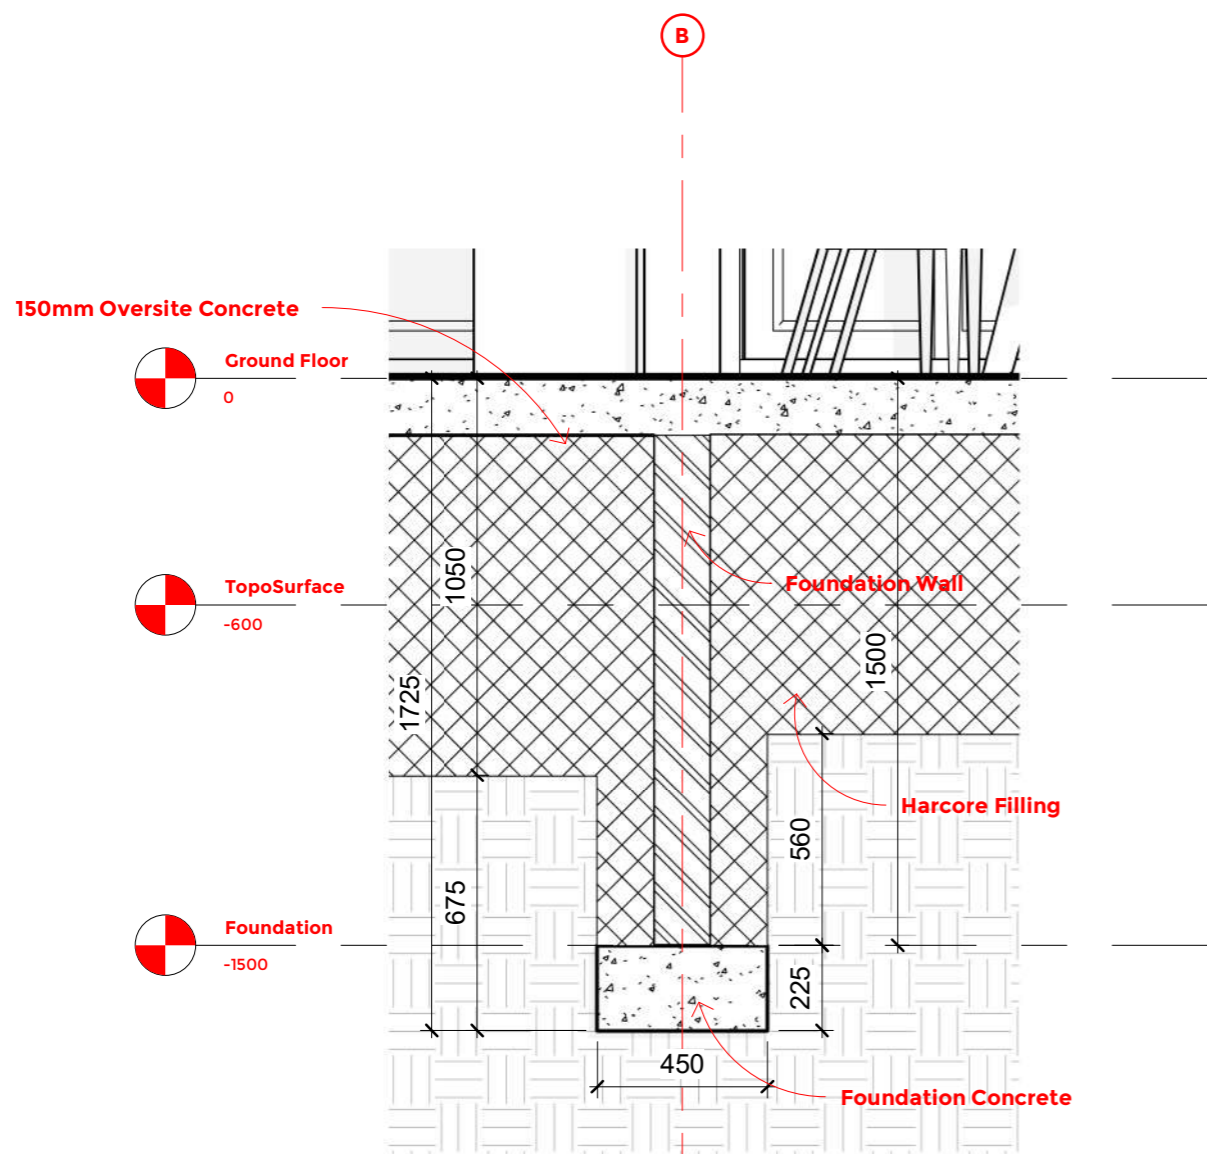 B
150mm Oversite Concrete
Ground Floor
0
1050
Foundation Wall
TopoSurface
-600
1500
1725
Harcore Filling
560
675
Foundation
-1500
225
450
Foundation Concrete